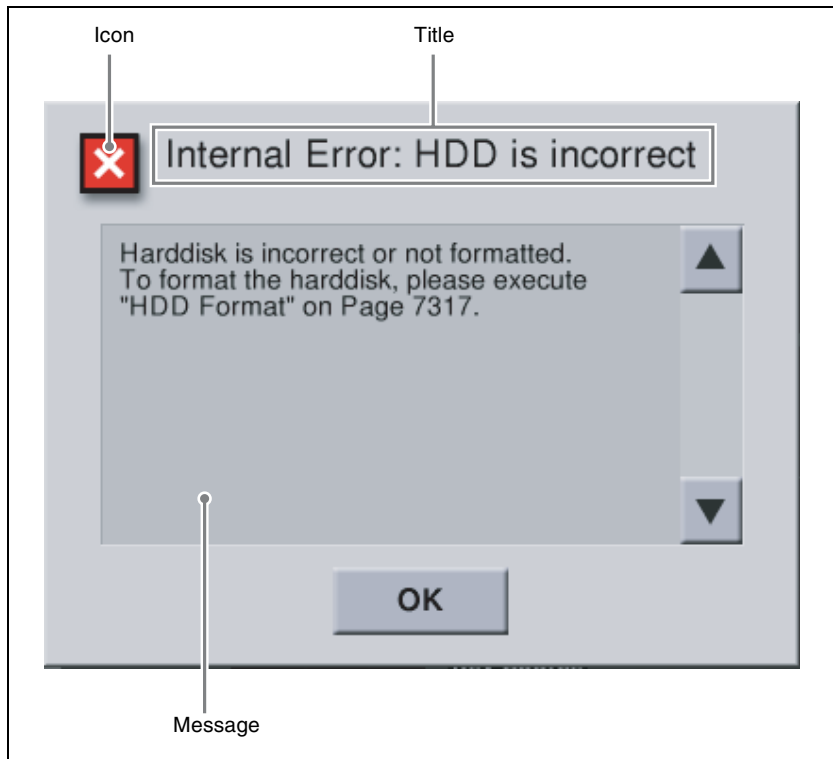 Icon Title
Internal Error: HDD is incorrect
Harddisk is incorrect or not formatted.
To format the harddisk, please execute
"HDD Format" on Page 7317.
OK
Message